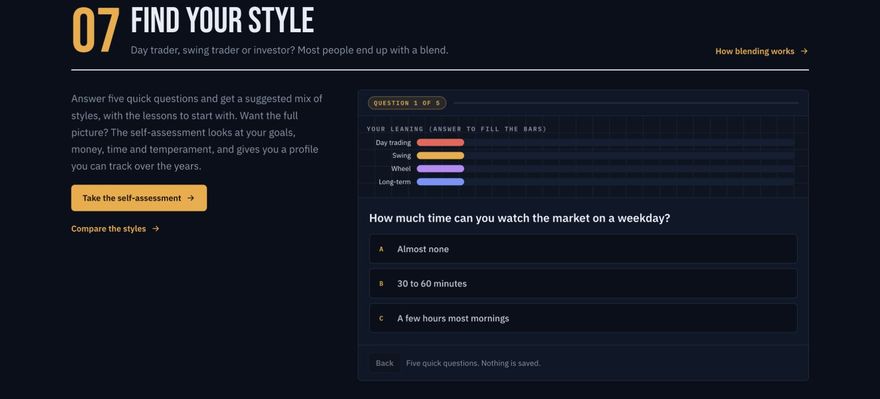 07
FIND YOUR STYLE
Day trader, swing trader or investor? Most people end up with a blend.
How blending works →
Answer five quick questions and get a suggested mix of
styles, with the lessons to start with. Want the full
picture? The self-assessment looks at your goals,
money, time and temperament, and gives you a profile
you can track over the years.
Take the self-assessment →
Compare the styles →
QUESTION 1 OF 5
YOUR LEANING (ANSWER TO FILL THE BARS)
Day trading
Swing
Wheel
Long-term
How much time can you watch the market on a weekday?
A Almost none
B 30 to 60 minutes
C A few hours most mornings
Back Five quick questions. Nothing is saved.